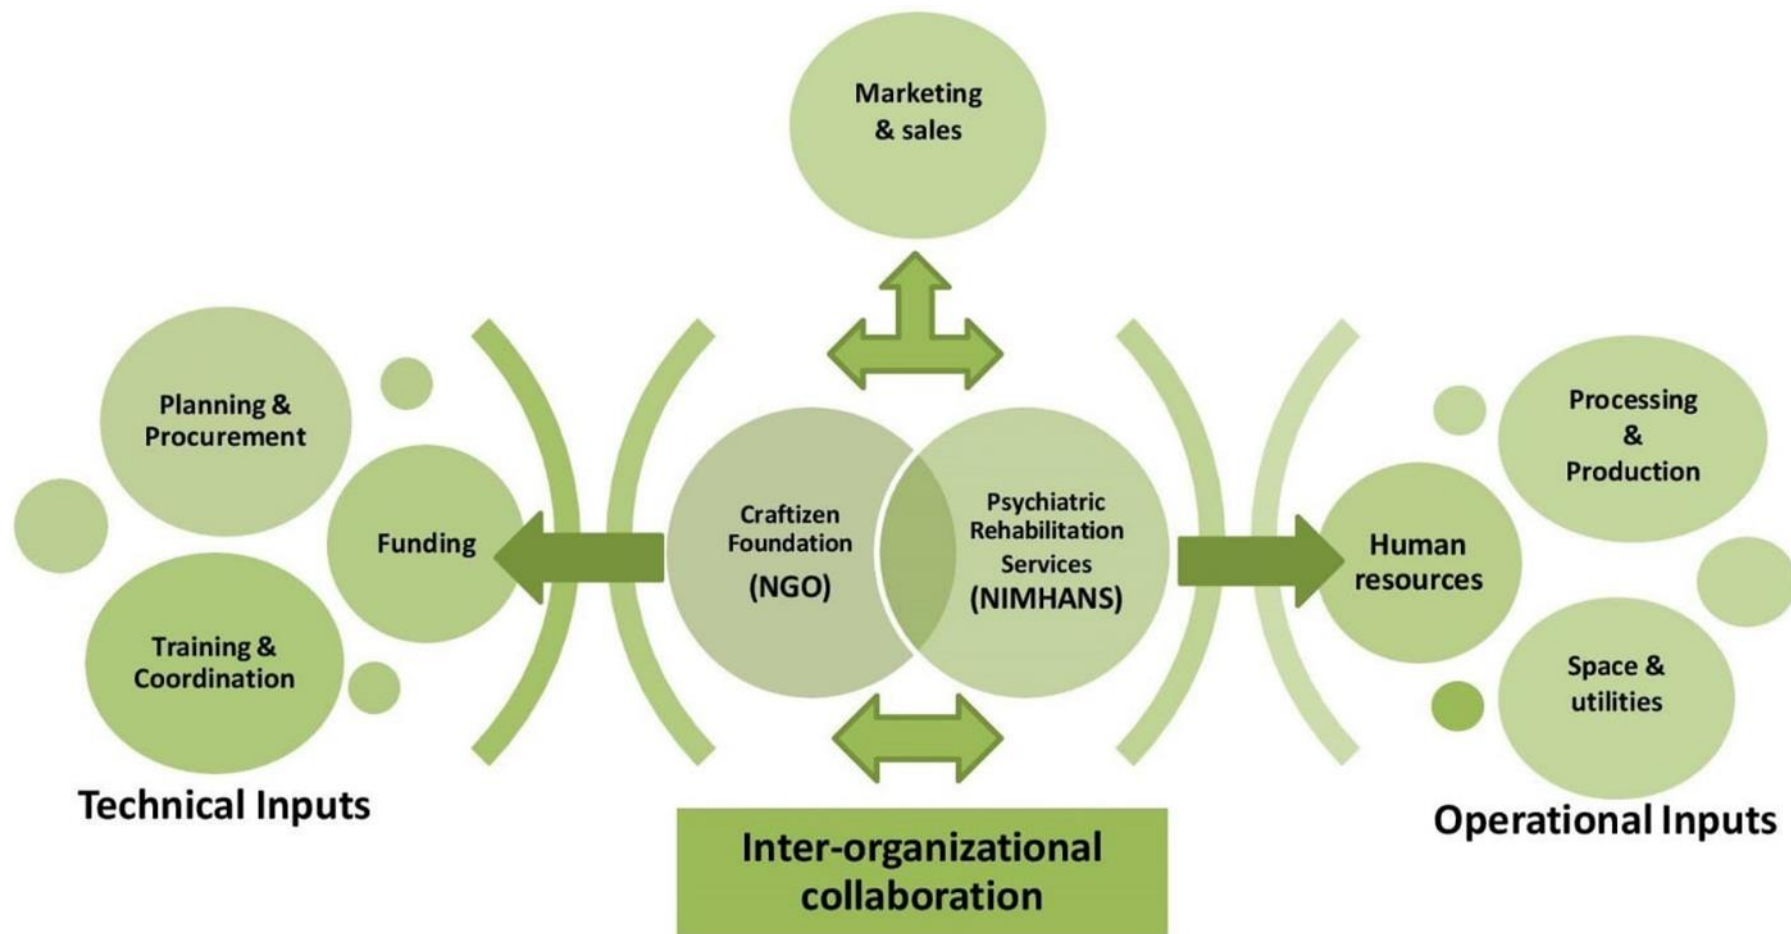 Marketing
& sales
Planning &
Procurement
Funding
Training &
Coordination
Technical Inputs
Craftizen
Foundation
(NGO)
Psychiatric
Rehabilitation
Services
(NIMHANS)
Inter-organizational
collaboration
Human
resources
Processing
&
Production
Space &
utilities
Operational Inputs